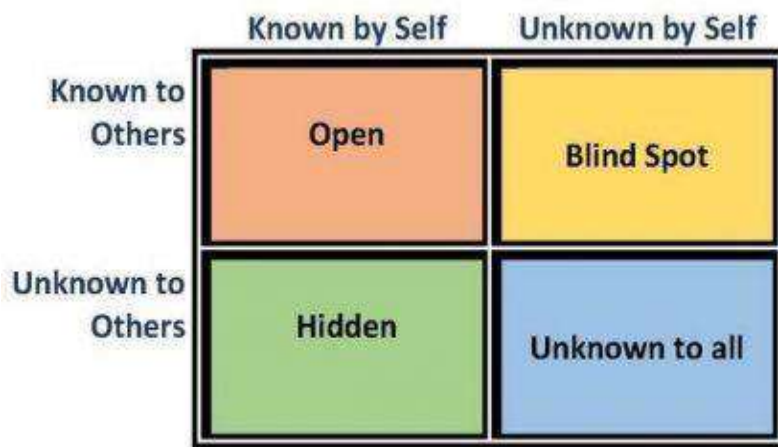 Known by Self Unknown by Self
Known to
Others
Open
Blind Spot
Unknown to
Others
Hidden
Unknown to all